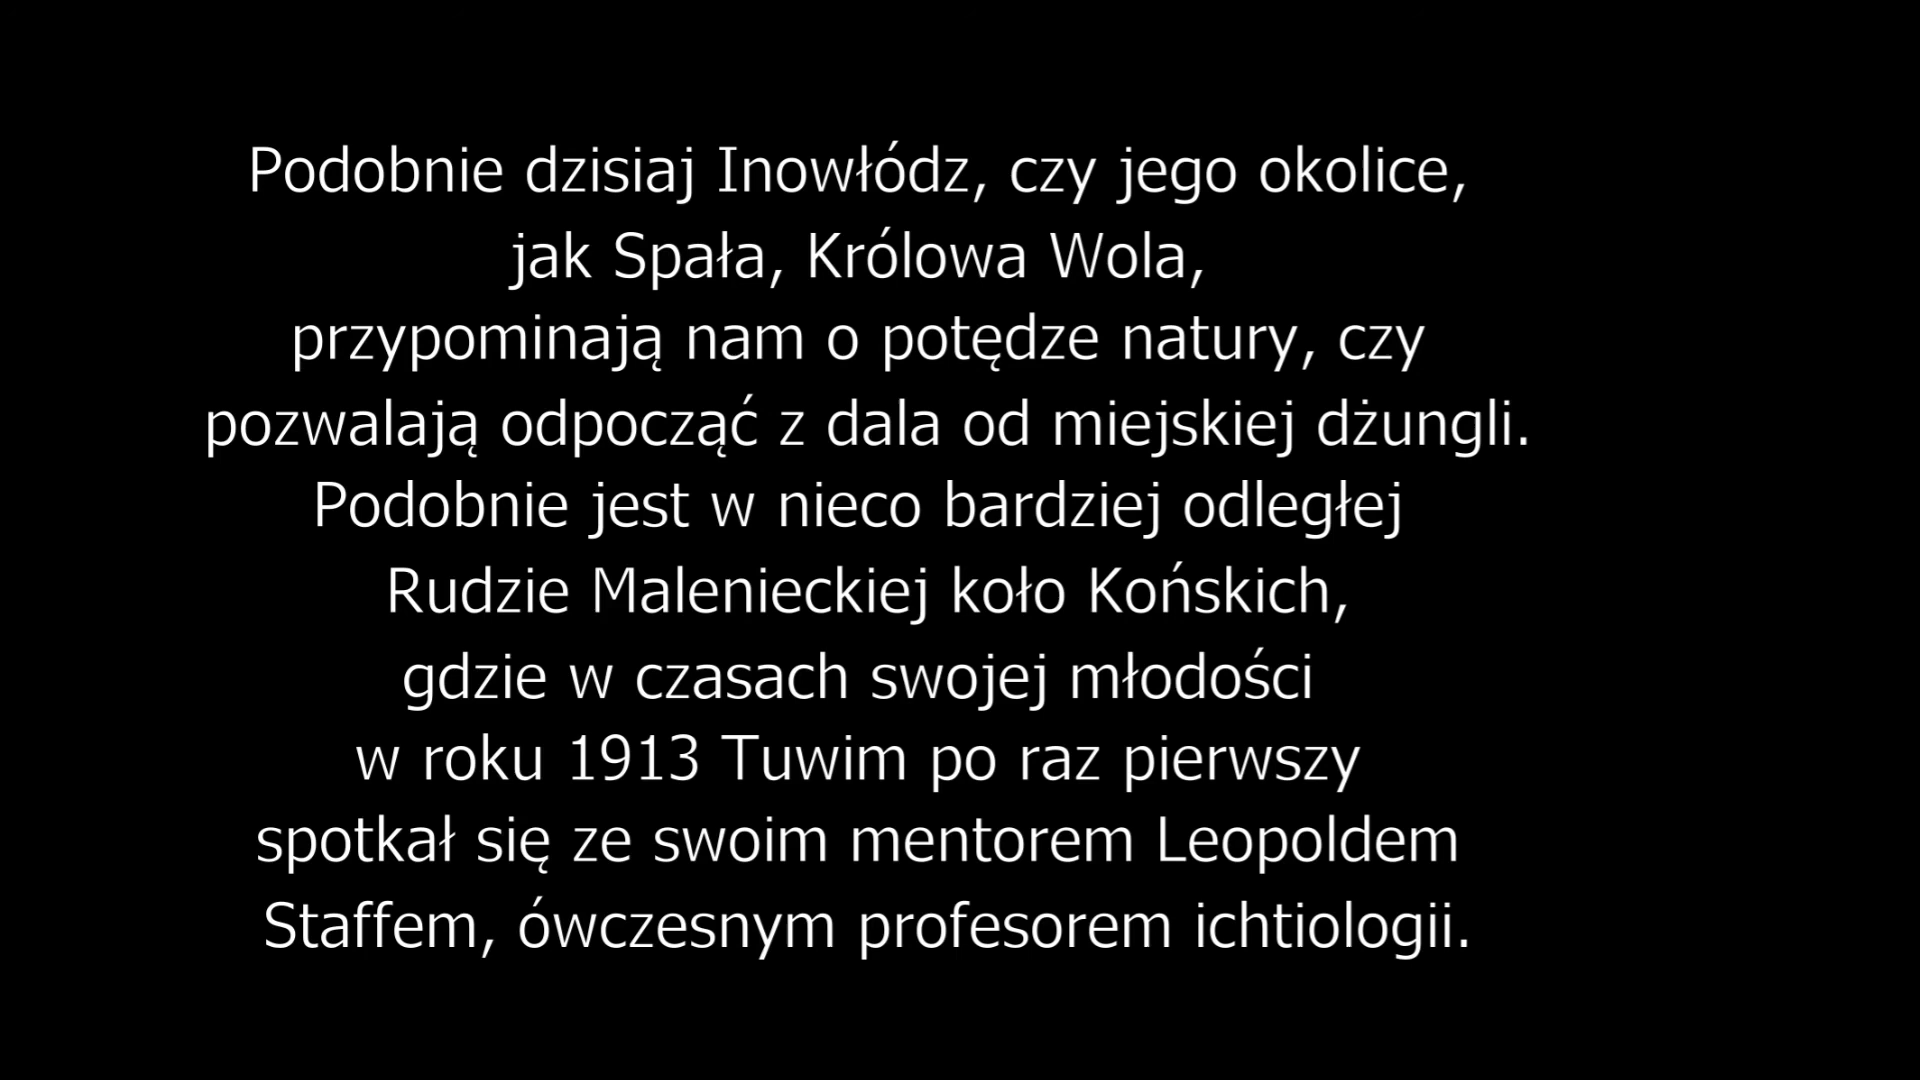 Podobnie dzisiaj Inowłódz, czy jego okolice,
jak Spała, Królowa Wola,
przypominają nam o potędze natury, czy
pozwalają odpocząć z dala od miejskiej dżungli.
Podobnie jest w nieco bardziej odległej
Rudzie Malenieckiej koło Końskich,
gdzie w czasach swojej młodości
w roku 1913 Tuwim po raz pierwszy
spotkał się ze swoim mentorem Leopoldem
Staffem, ówczesnym profesorem ichtiologii.